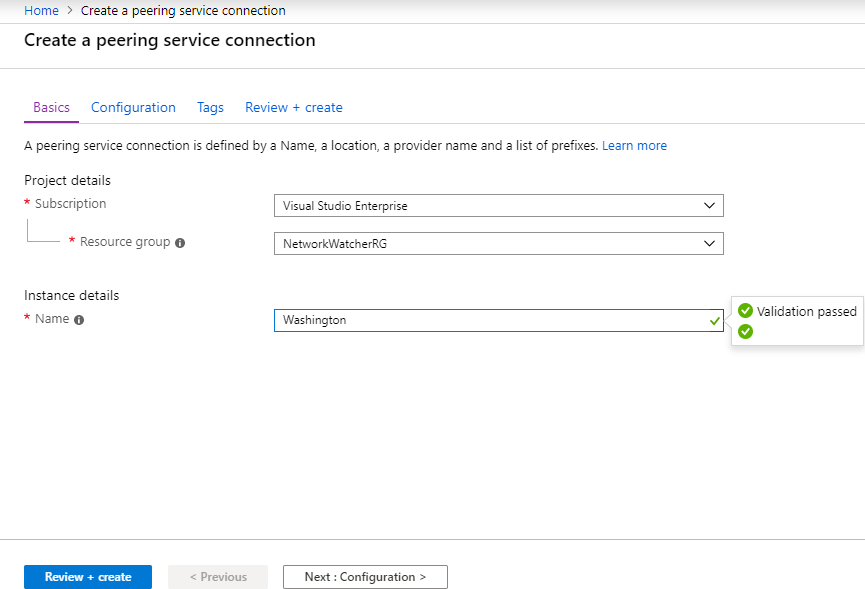 Home > Create a peering service connection
Create a peering service connection
Basics Configuration Tags Review + create
A peering service connection is defined by a Name, a location, a provider name and a list of prefixes. Learn more
Project details
* Subscription Visual Studio Enterprise
* Resource group NetworkWatcherRG
Instance details
* Name Washington
Validation passed
Review + create < Previous Next : Configuration >